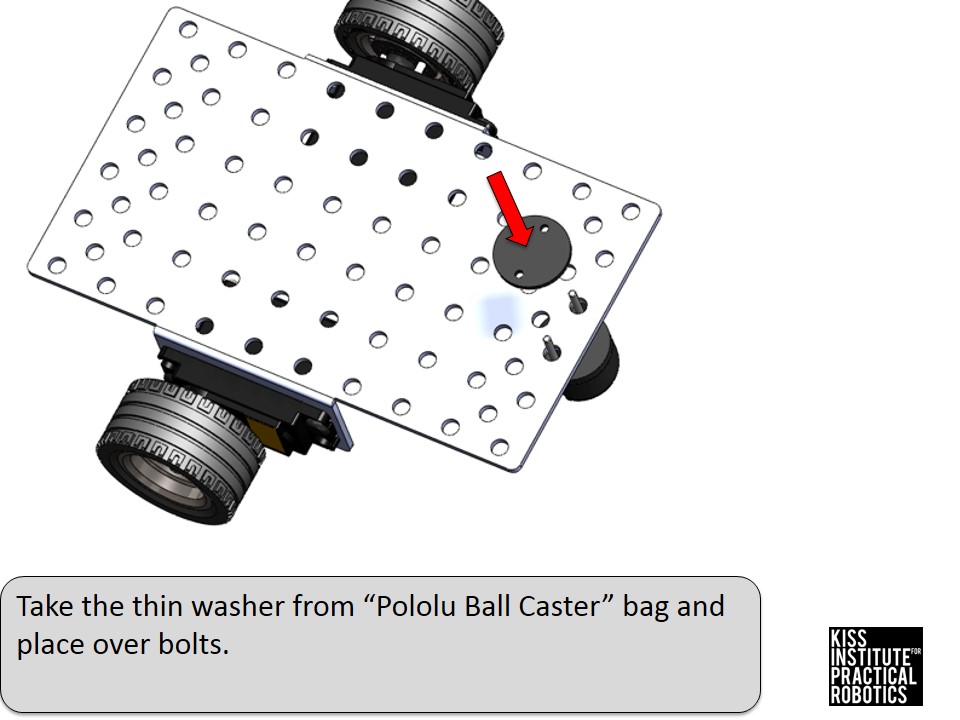 Take the thin washer from “Pololu Ball Caster” bag and
place over bolts.
KISS
INSTITUTE FOR
PRACTICAL
ROBOTICS